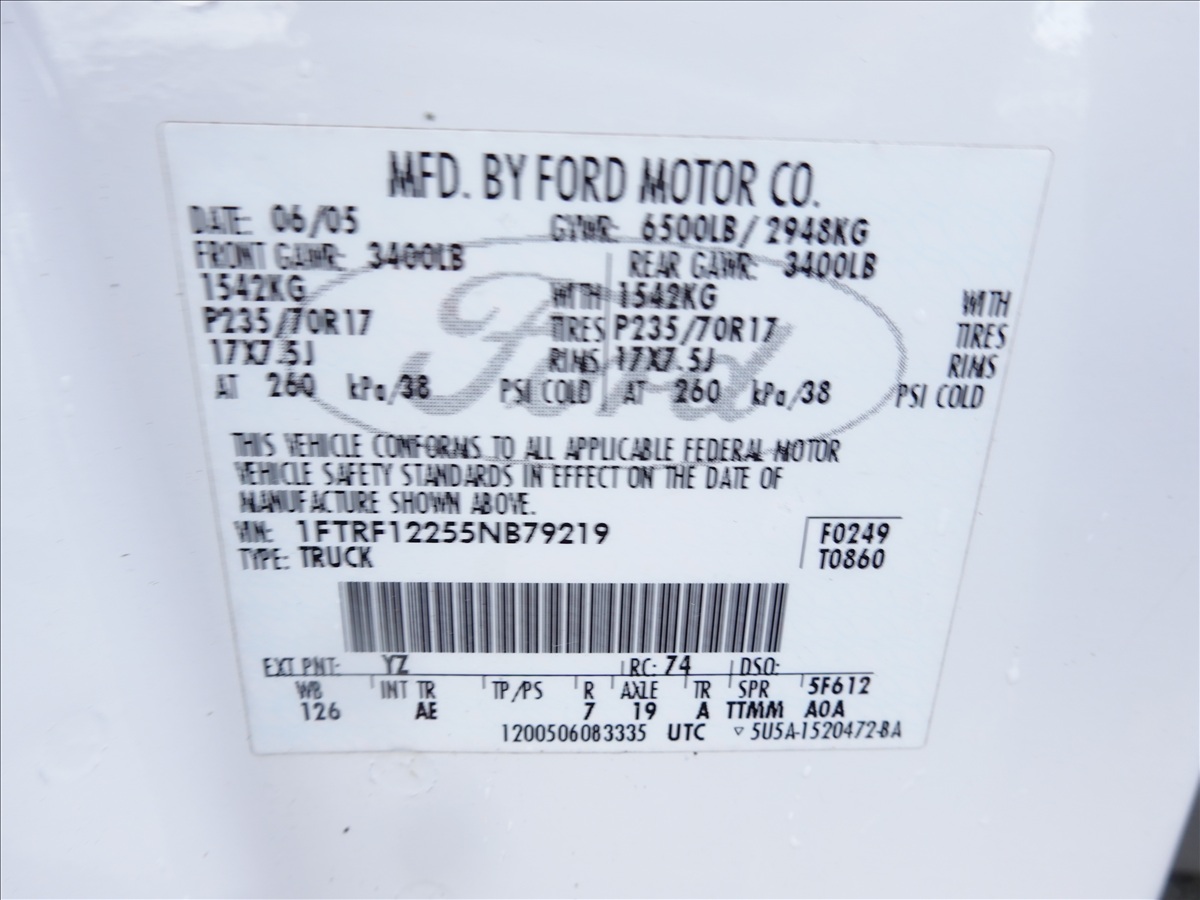 MFD. BY FORD MOTOR CO.
DATE: 06/05 GVWR: 6500LB/ 2948KG
FRONT GAWR: 3400LB REAR GAWR: 3400LB
1542KG WITH 1542KG WITH
P235/70R17 TIRES P235/70R17 TIRES
17X7.5J RIMS 17X7.5J RIMS
AT 260 kPa/38 PSI COLD AT 260 kPa/38 PSI COLD
Ford
THIS VEHICLE CONFORMS TO ALL APPLICABLE FEDERAL MOTOR
VEHICLE SAFETY STANDARDS IN EFFECT ON THE DATE OF
MANUFACTURE SHOWN ABOVE.
VIN: 1FTRF12255NB79219 F0249
TYPE: TRUCK T0860
EXT PNT: YZ RC: 74 DSO:
WB INT TR TP/PS R AXLE TR SPR 5F612
126 AE 7 19 A TTMM A0A
1200506083335 UTC ▽ 5U5A-1520472-BA